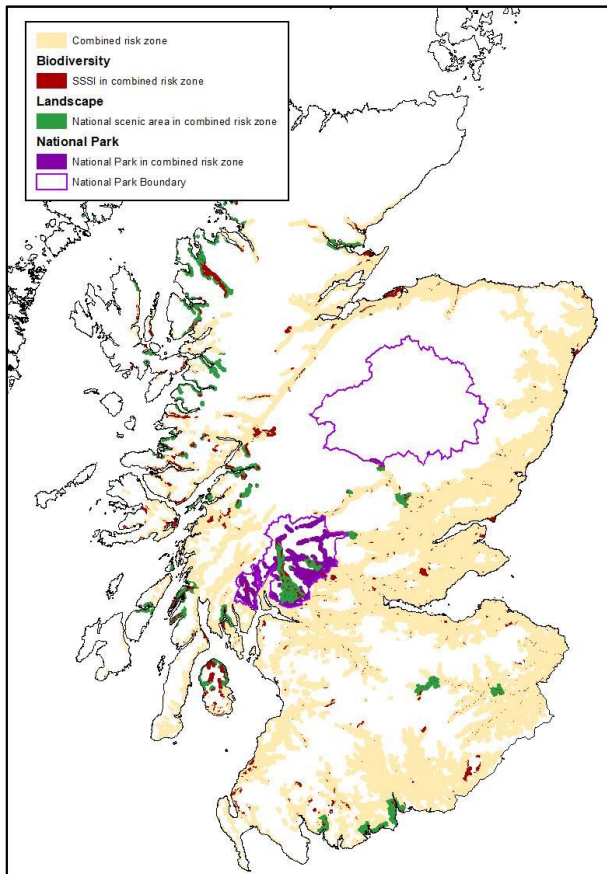 Combined risk zone
Biodiversity
SSSI in combined risk zone
Landscape
National scenic area in combined risk zone
National Park
National Park in combined risk zone
National Park Boundary